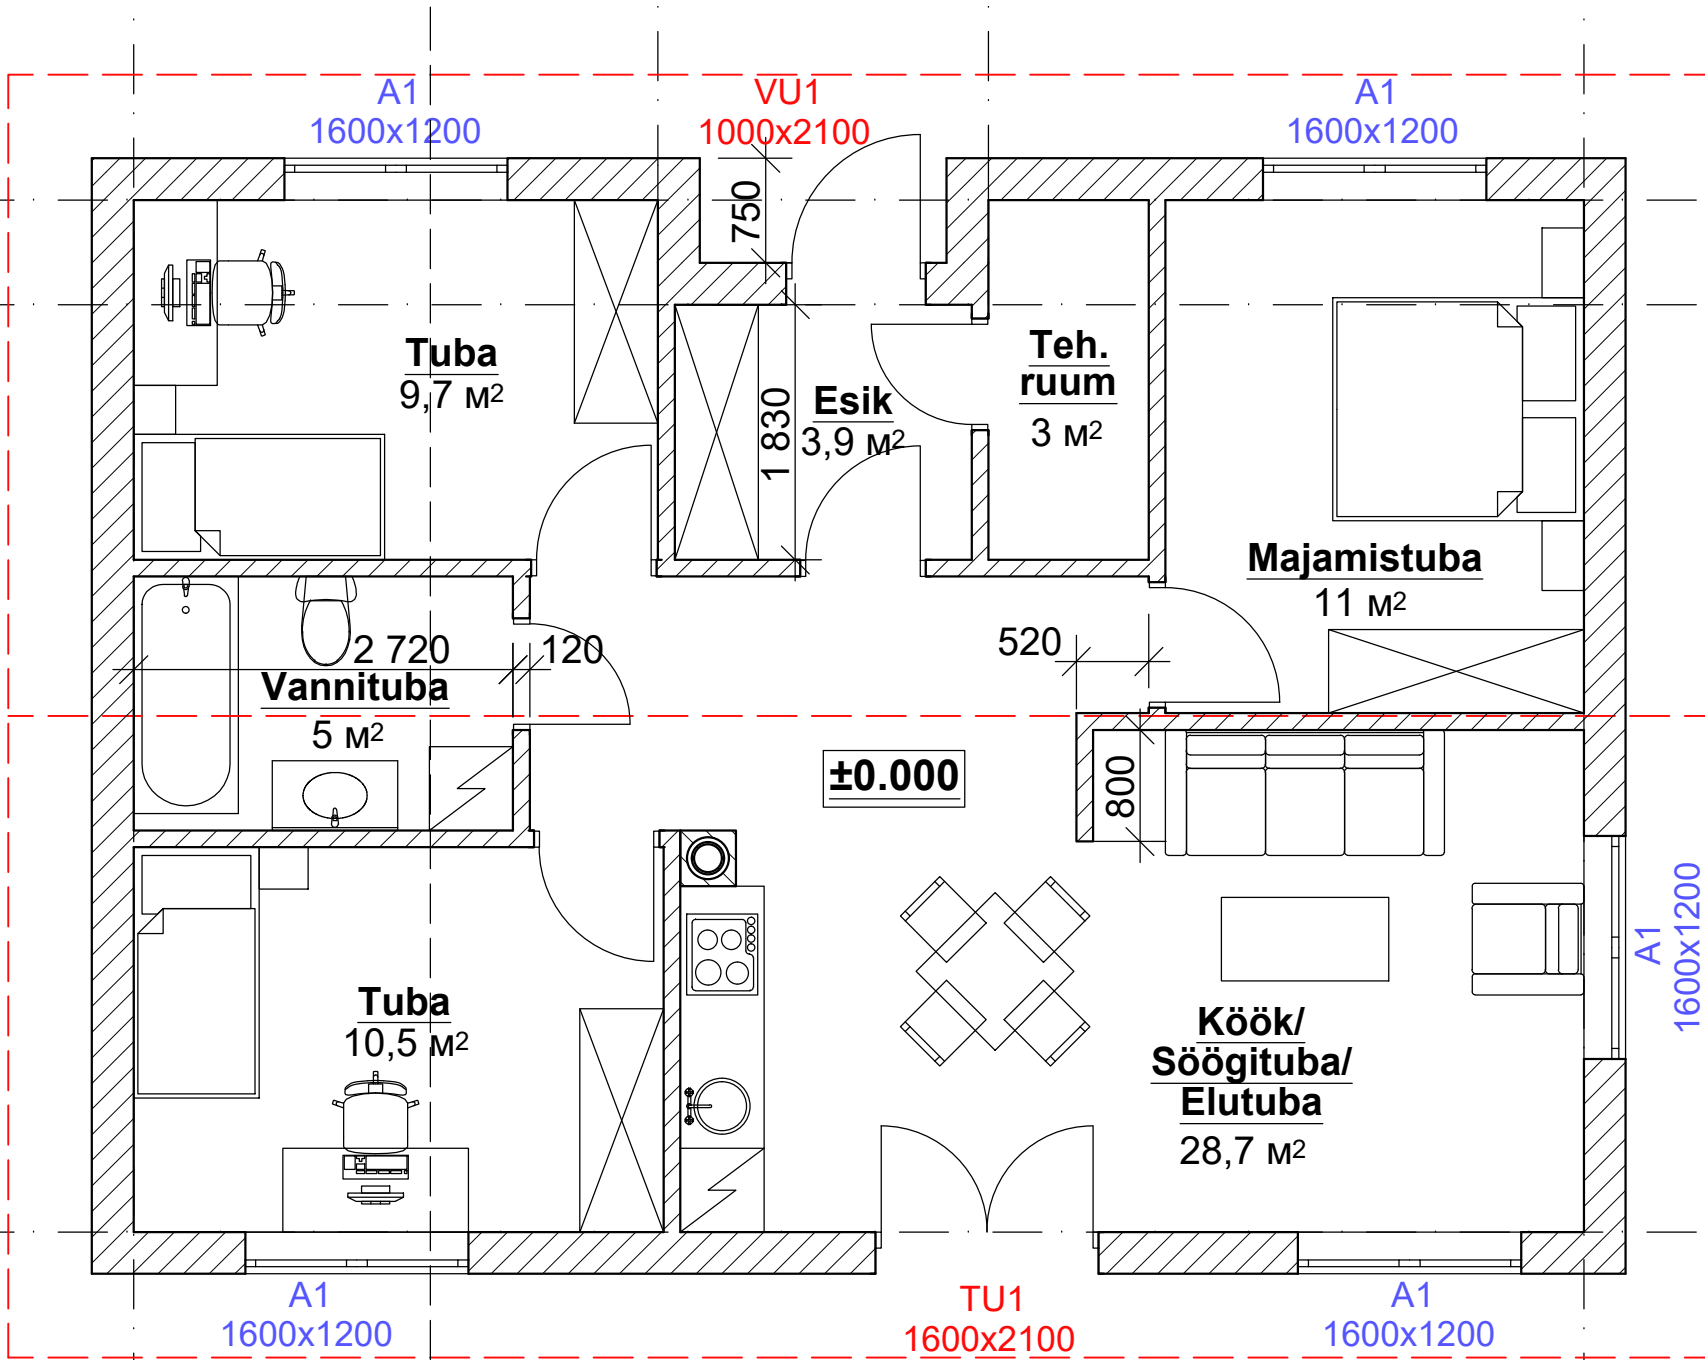 A1
1600x1200
VU1
1000x2100
A1
1600x1200
750
Tuba
9,7 м²
1 830
Esik
3,9 м²
Teh.
ruum
3 м²
Majamistuba
11 м²
2 720
120
520
Vannituba
5 м²
±0.000
800
A1
1600x1200
Tuba
10,5 м²
Köök/
Söögituba/
Elutuba
28,7 м²
A1
1600x1200
TU1
1600x2100
A1
1600x1200